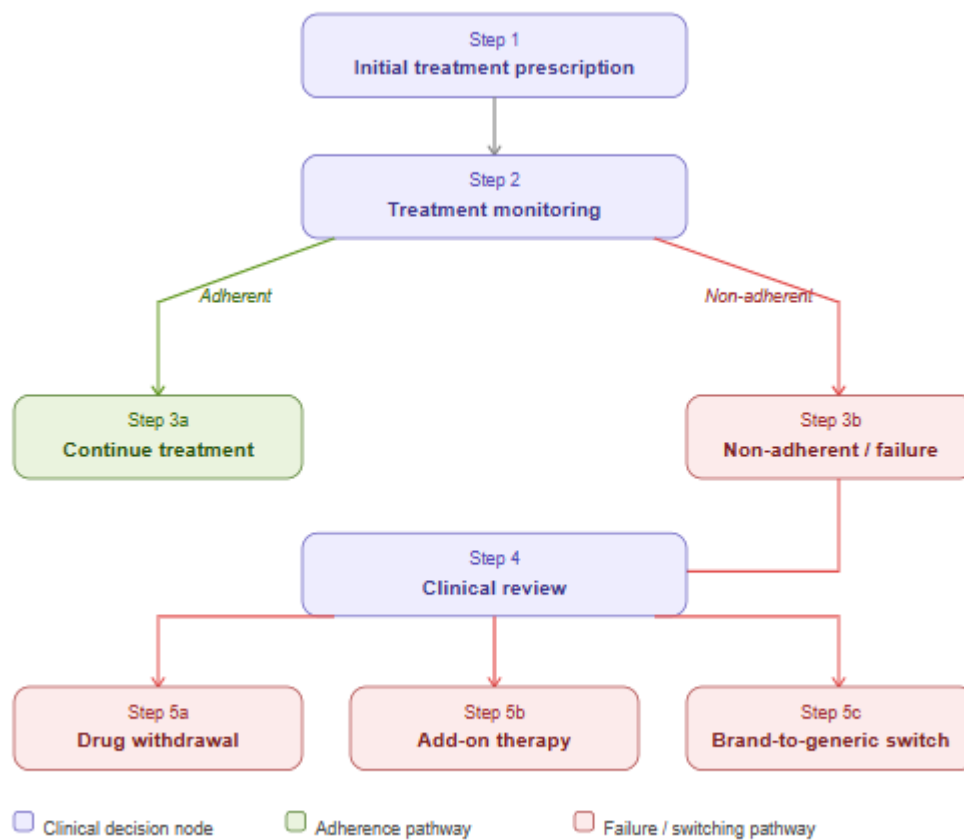 Step 1
Initial treatment prescription
Step 2
Treatment monitoring
Adherent
Non-adherent
Step 3a
Continue treatment
Step 3b
Non-adherent / failure
Step 4
Clinical review
Step 5a
Drug withdrawal
Step 5b
Add-on therapy
Step 5c
Brand-to-generic switch
Clinical decision node
Adherence pathway
Failure / switching pathway